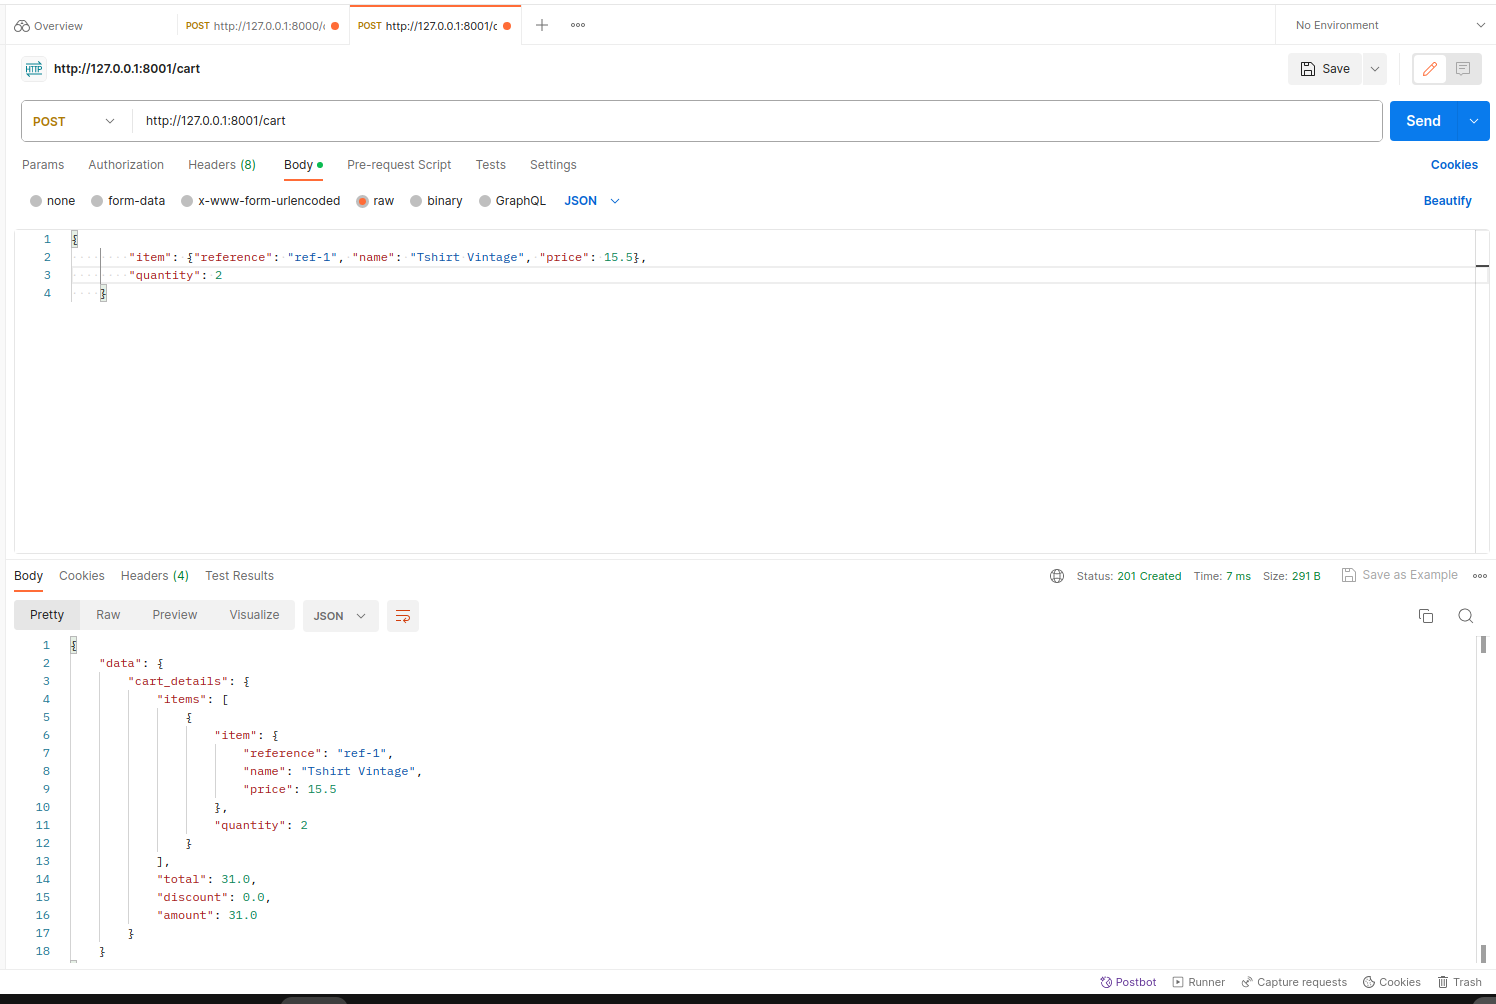 Overview
POST http://127.0.0.1:8000/c
POST http://127.0.0.1:8001/c
No Environment
HTTP http://127.0.0.1:8001/cart
Save
POST http://127.0.0.1:8001/cart
Send
Params Authorization Headers (8) Body Pre-request Script Tests Settings Cookies
none form-data x-www-form-urlencoded raw binary GraphQL JSON Beautify
1 {
2 "item": {"reference": "ref-1", "name": "Tshirt Vintage", "price": 15.5},
3 "quantity": 2
4 }
Body Cookies Headers (4) Test Results Status: 201 Created Time: 7 ms Size: 291 B Save as Example
Pretty Raw Preview Visualize JSON
1 {
2 "data": {
3 "cart_details": {
4 "items": [
5 {
6 "item": {
7 "reference": "ref-1",
8 "name": "Tshirt Vintage",
9 "price": 15.5
10 },
11 "quantity": 2
12 }
13 ],
14 "total": 31.0,
15 "discount": 0.0,
16 "amount": 31.0
17 }
18 }
Postbot Runner Capture requests Cookies Trash